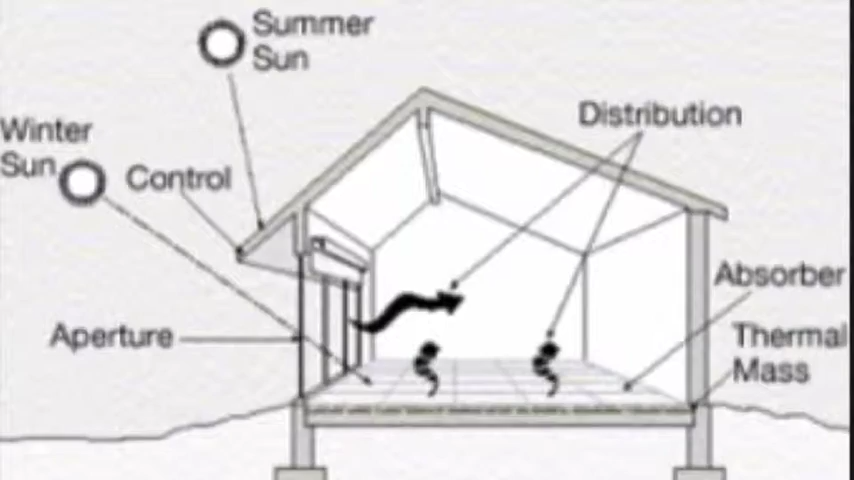 Summer
Sun
Winter
Sun
Control
Distribution
Absorber
Aperture
Thermal
Mass